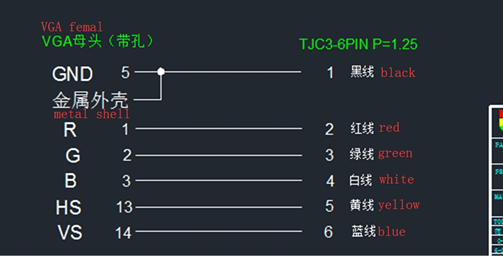 VGA femal
VGA母头（带孔）
TJC3-6PIN P=1.25
GND 5 1 黑线 black
金属外壳
metal shell
R 1 2 红线 red
G 2 3 绿线 green
B 3 4 白线 white
HS 13 5 黄线 yellow
VS 14 6 蓝线 blue